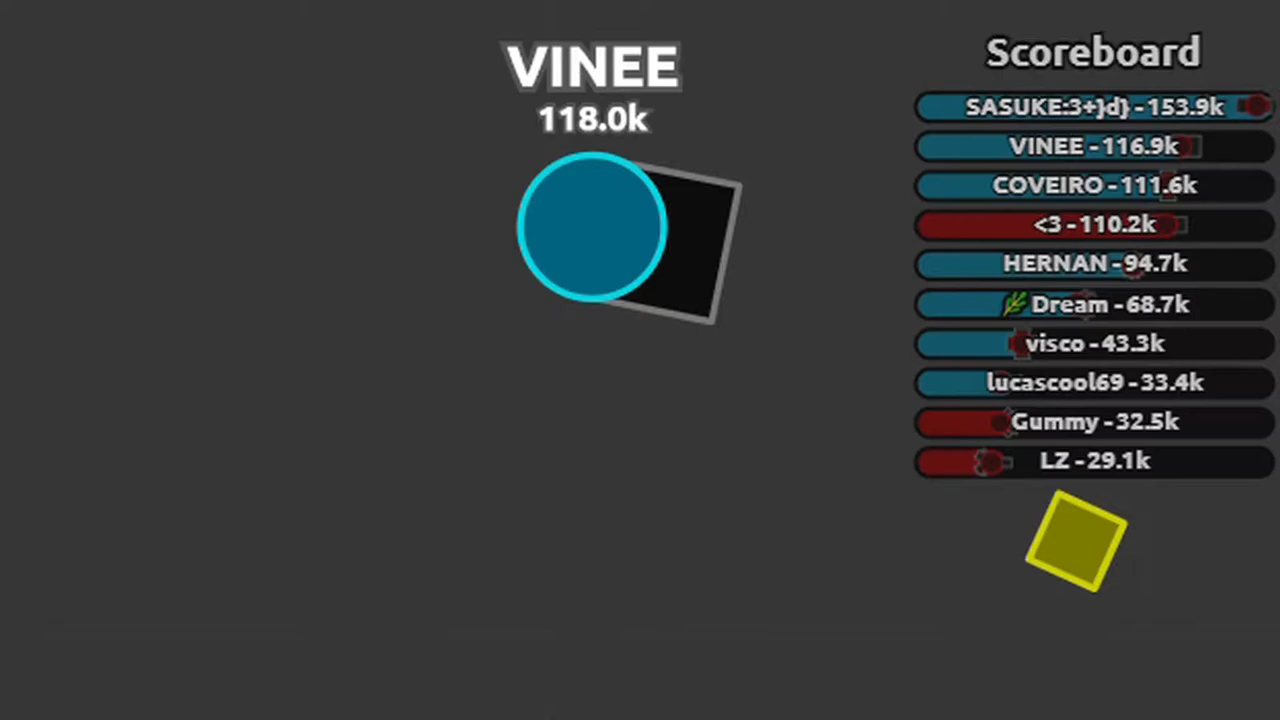 VINEE
118.0k
Scoreboard
SASUKE:3+}d} - 153.9k
VINEE - 116.9k
COVEIRO - 111.6k
<3 - 110.2k
HERNAN - 94.7k
Dream - 68.7k
visco - 43.3k
lucascool69 - 33.4k
Gummy - 32.5k
LZ - 29.1k